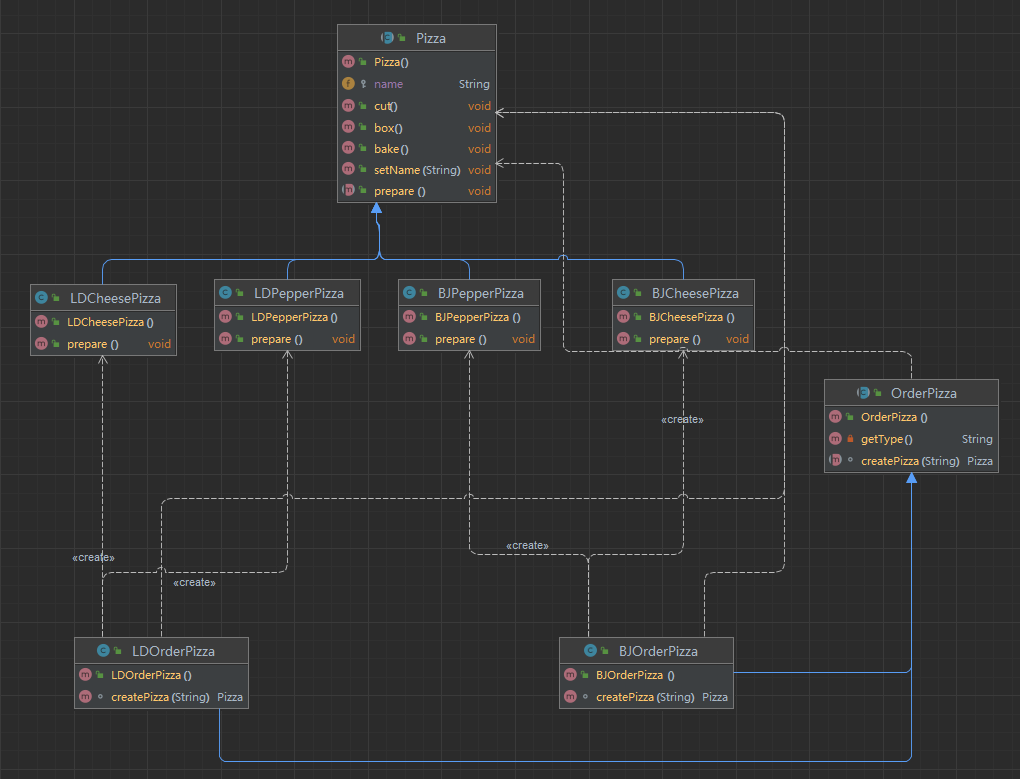 Pizza
Pizza()
name String
cut() void
box() void
bake() void
setName(String) void
prepare() void
LDCheesePizza
LDCheesePizza()
prepare() void
LDPepperPizza
LDPepperPizza()
prepare() void
BJPepperPizza
BJPepperPizza()
prepare() void
BJCheesePizza
BJCheesePizza()
prepare() void
OrderPizza
OrderPizza()
getType() String
createPizza(String) Pizza
«create»
«create»
«create»
«create»
LDOrderPizza
LDOrderPizza()
createPizza(String) Pizza
BJOrderPizza
BJOrderPizza()
createPizza(String) Pizza